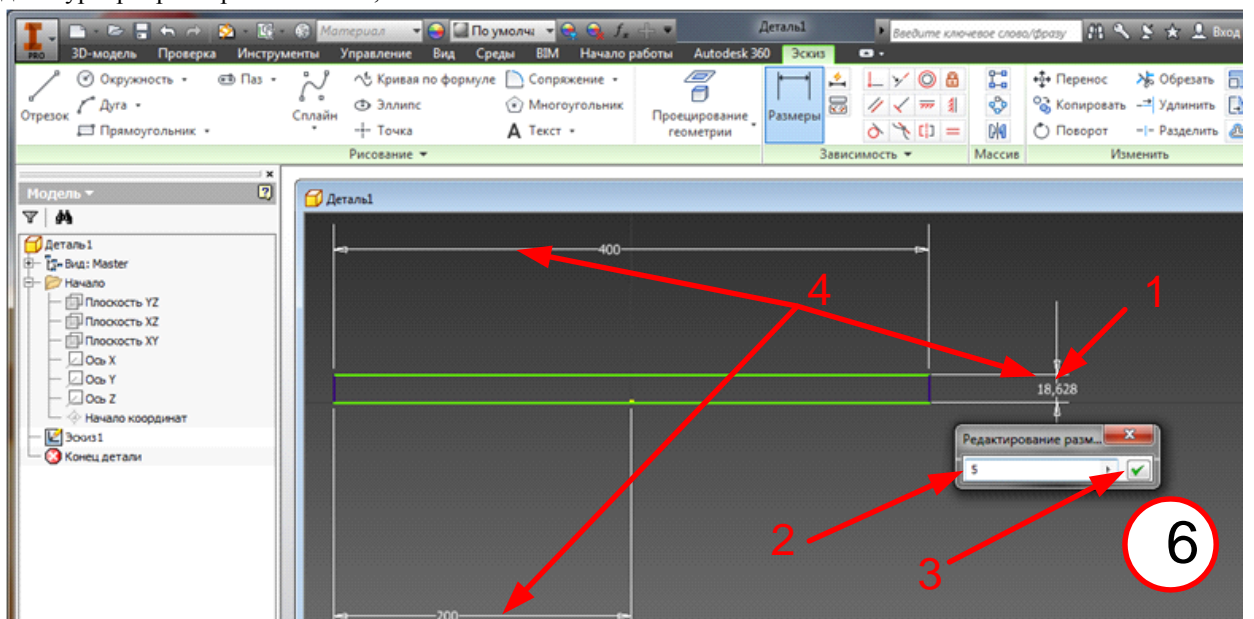 Деталь1
Материал
По умолча
Введите ключевое слово/фразу
Вход
PRO
3D-модель Проверка Инструменты Управление Вид Среды BIM Начало работы Autodesk 360 Эскиз
Отрезок
Окружность
Дуга
Прямоугольник
Паз
Сплайн
Кривая по формуле
Эллипс
Точка
Сопряжение
Многоугольник
A Текст
Проецирование
геометрии
Размеры
Перенос
Копировать
Поворот
Обрезать
Удлинить
Разделить
Рисование
Зависимость
Массив
Изменить
Модель
Деталь1
Вид: Master
Начало
Плоскость YZ
Плоскость XZ
Плоскость XY
Ось X
Ось Y
Ось Z
Начало координат
Эскиз1
Конец детали
Деталь1
400
4
1
18,628
Редактирование разм...
5
2
3
6
200